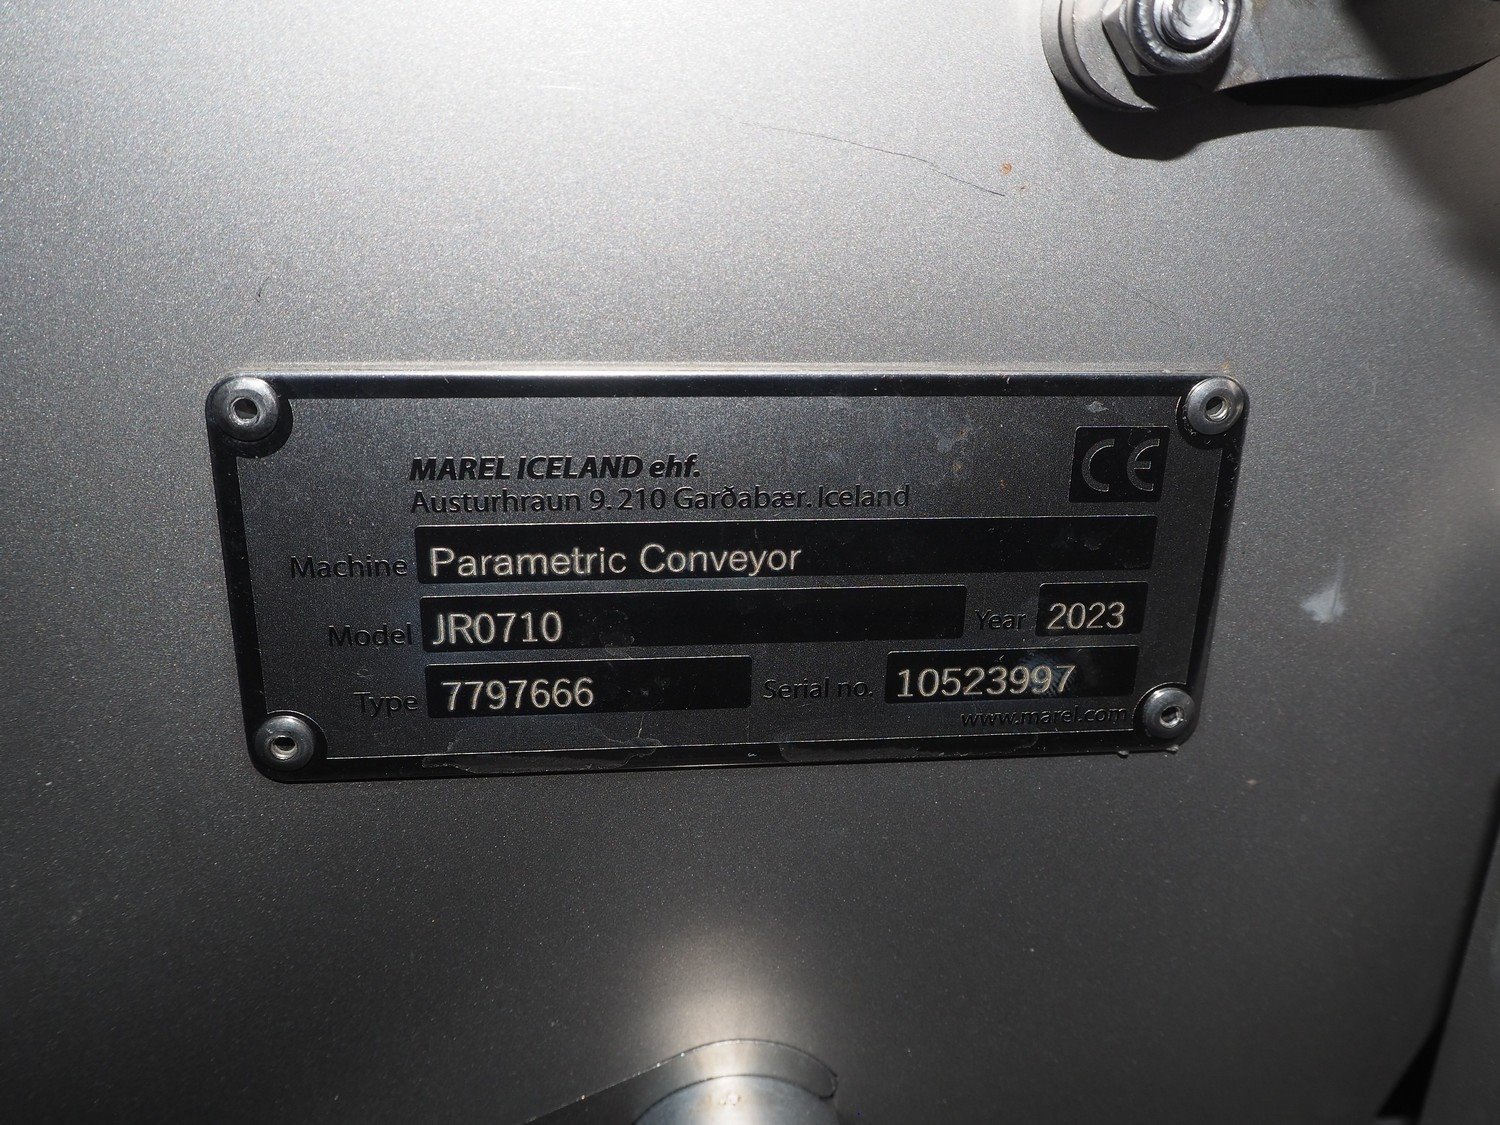 MAREL ICELAND ehf.
Austurhraun 9. 210 Garðabær. Iceland
CE
Machine Parametric Conveyor
Model JR0710 Year 2023
Type 7797666 Serial no. 10523997
www.marel.com